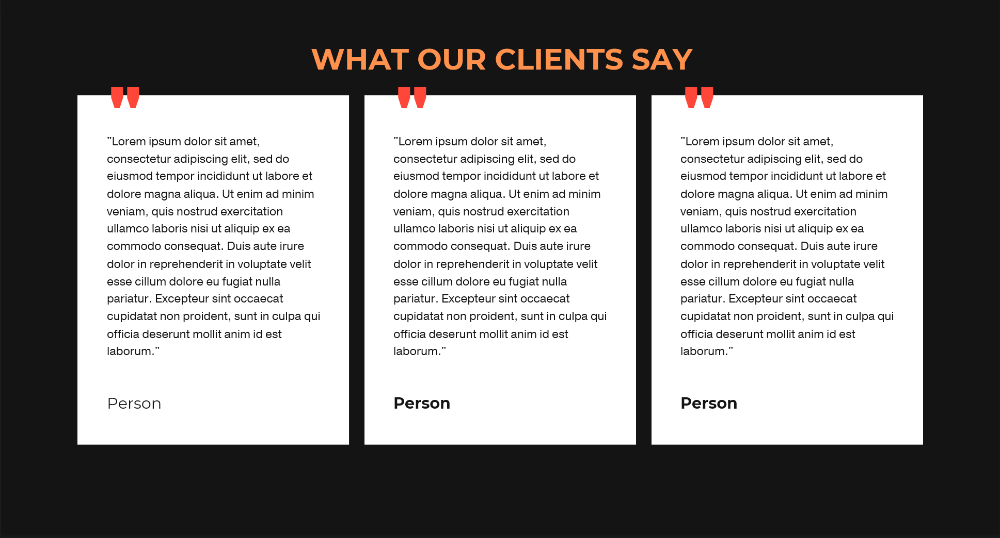 WHAT OUR CLIENTS SAY
"
"Lorem ipsum dolor sit amet,
consectetur adipiscing elit, sed do
eiusmod tempor incididunt ut labore et
dolore magna aliqua. Ut enim ad minim
veniam, quis nostrud exercitation
ullamco laboris nisi ut aliquip ex ea
commodo consequat. Duis aute irure
dolor in reprehenderit in voluptate velit
esse cillum dolore eu fugiat nulla
pariatur. Excepteur sint occaecat
cupidatat non proident, sunt in culpa qui
officia deserunt mollit anim id est
laborum."
Person
"
"Lorem ipsum dolor sit amet,
consectetur adipiscing elit, sed do
eiusmod tempor incididunt ut labore et
dolore magna aliqua. Ut enim ad minim
veniam, quis nostrud exercitation
ullamco laboris nisi ut aliquip ex ea
commodo consequat. Duis aute irure
dolor in reprehenderit in voluptate velit
esse cillum dolore eu fugiat nulla
pariatur. Excepteur sint occaecat
cupidatat non proident, sunt in culpa qui
officia deserunt mollit anim id est
laborum."
Person
"
"Lorem ipsum dolor sit amet,
consectetur adipiscing elit, sed do
eiusmod tempor incididunt ut labore et
dolore magna aliqua. Ut enim ad minim
veniam, quis nostrud exercitation
ullamco laboris nisi ut aliquip ex ea
commodo consequat. Duis aute irure
dolor in reprehenderit in voluptate velit
esse cillum dolore eu fugiat nulla
pariatur. Excepteur sint occaecat
cupidatat non proident, sunt in culpa qui
officia deserunt mollit anim id est
laborum."
Person